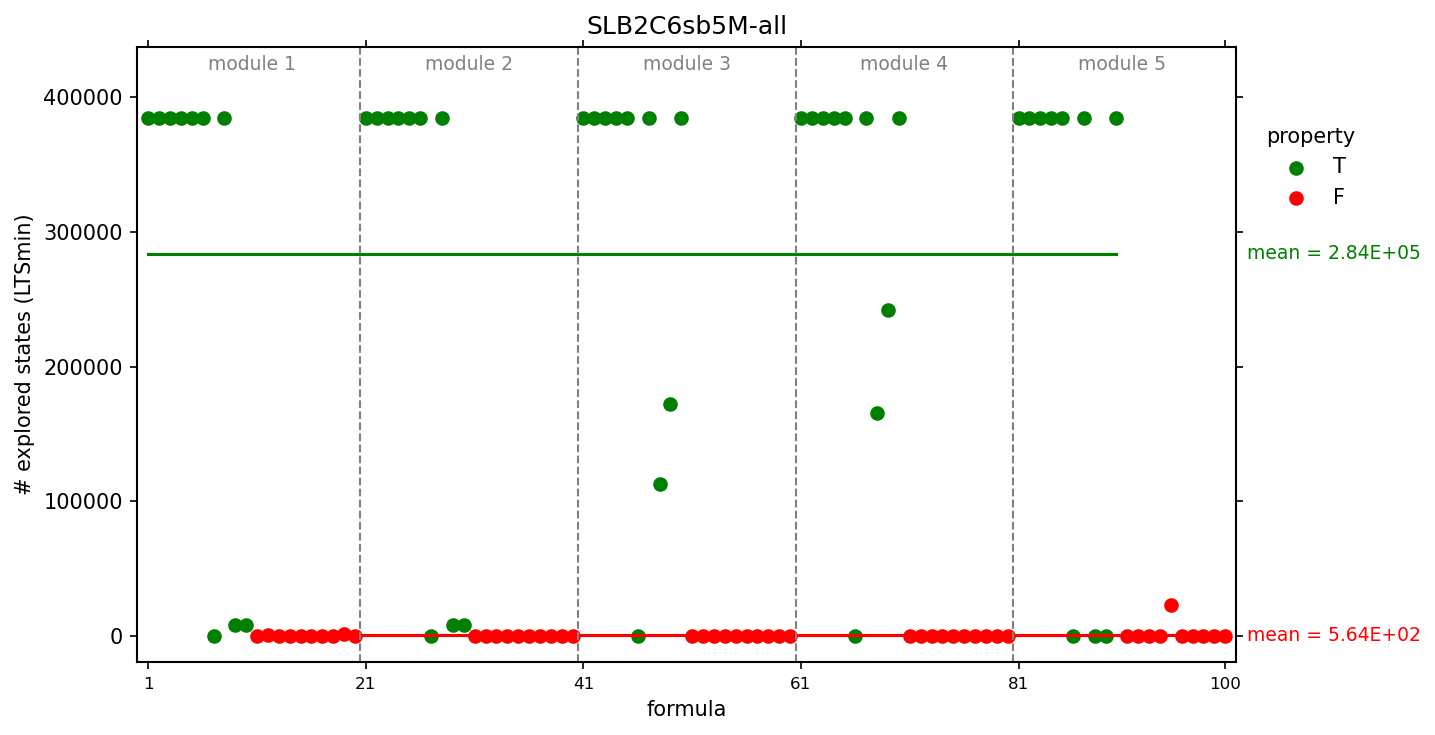 SLB2C6sb5M-all
module 1
module 2
module 3
module 4
module 5
400000
300000
200000
100000
0
# explored states (LTSmin)
1
21
41
61
81
100
formula
property
T
F
mean = 2.84E+05
mean = 5.64E+02